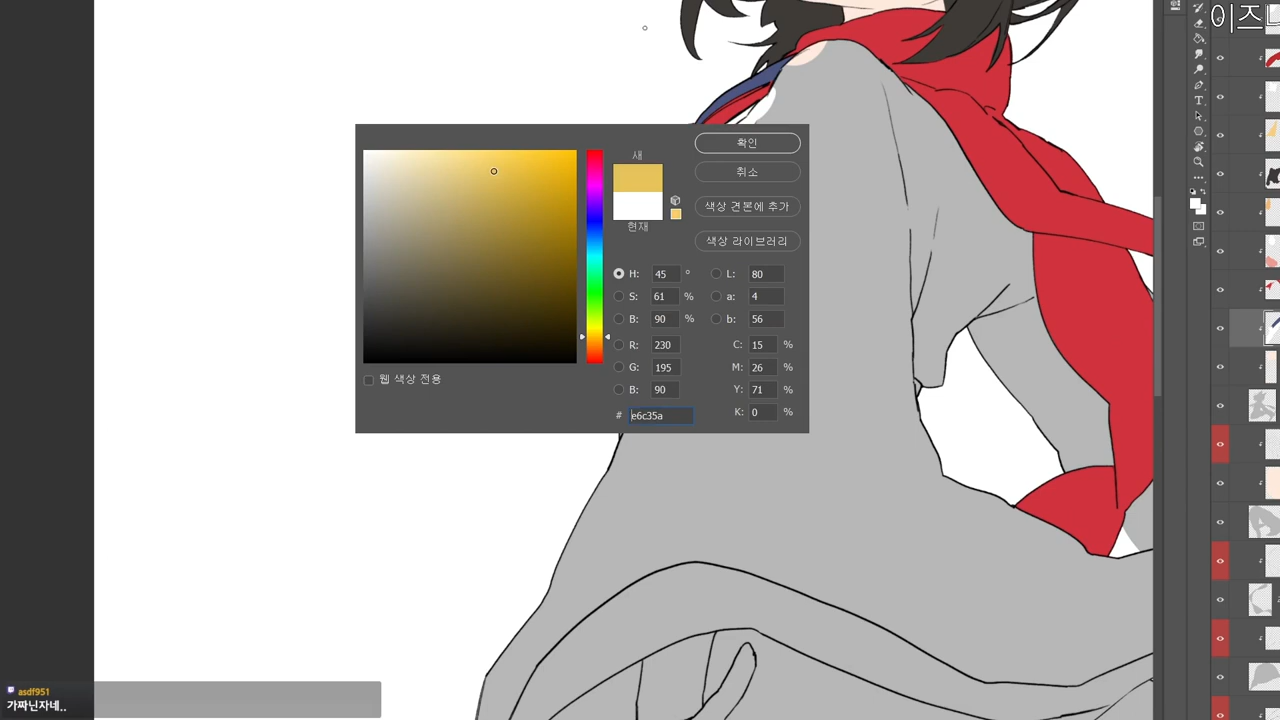 이즈니
확인
새
취소
색상 견본에 추가
현재
색상 라이브러리
H: 45 ° L: 80
S: 61 % a: 4
B: 90 % b: 56
R: 230 C: 15 %
G: 195 M: 26 %
B: 90 Y: 71 %
K: 0 %
웹 색상 전용
# e6c35a
asdf951
가짜닌자네..